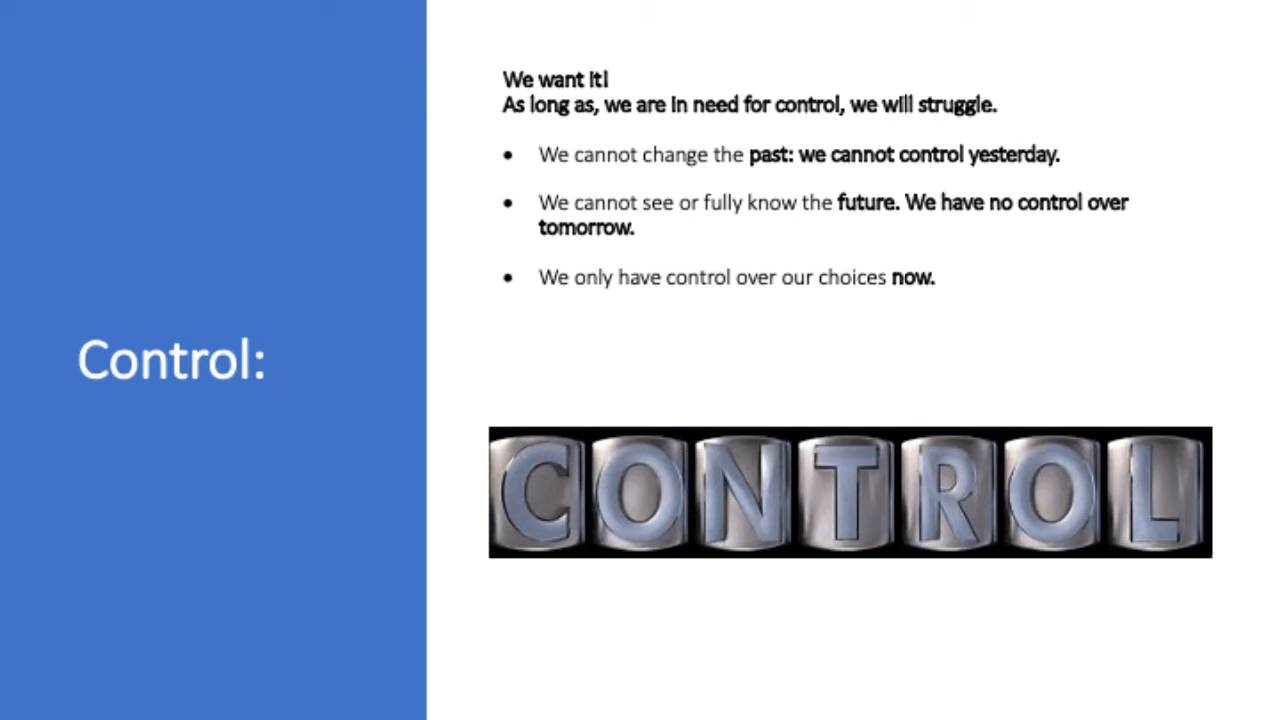 Control:
We want it!
As long as, we are in need for control, we will struggle.
• We cannot change the past: we cannot control yesterday.
• We cannot see or fully know the future. We have no control over
tomorrow.
• We only have control over our choices now.
CONTROL